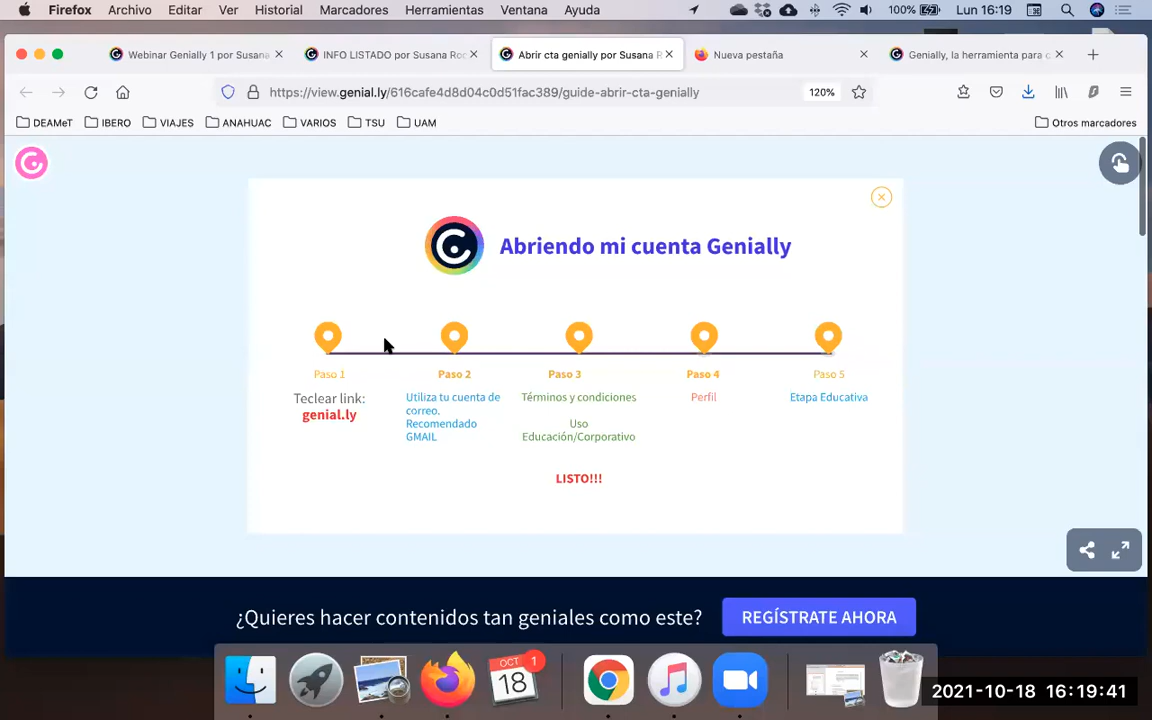 Firefox Archivo Editar Ver Historial Marcadores Herramientas Ventana Ayuda 100% Lun 16:19
Webinar Genially 1 por Susana INFO LISTADO por Susana Roc Abrir cta genially por Susana R Nueva pestaña Genially, la herramienta para c
https://view.genial.ly/616cafe4d8d04c0d51fac389/guide-abrir-cta-genially 120%
DEAMeT IBERO VIAJES ANAHUAC VARIOS TSU UAM Otros marcadores
Abriendo mi cuenta Genially
Paso 1 Paso 2 Paso 3 Paso 4 Paso 5
Teclear link:
genial.ly
Utiliza tu cuenta de
correo.
Recomendado
GMAIL
Términos y condiciones
Uso
Educación/Corporativo
Perfil
Etapa Educativa
LISTO!!!
¿Quieres hacer contenidos tan geniales como este? REGÍSTRATE AHORA
OCT 1
18
2021-10-18 16:19:41